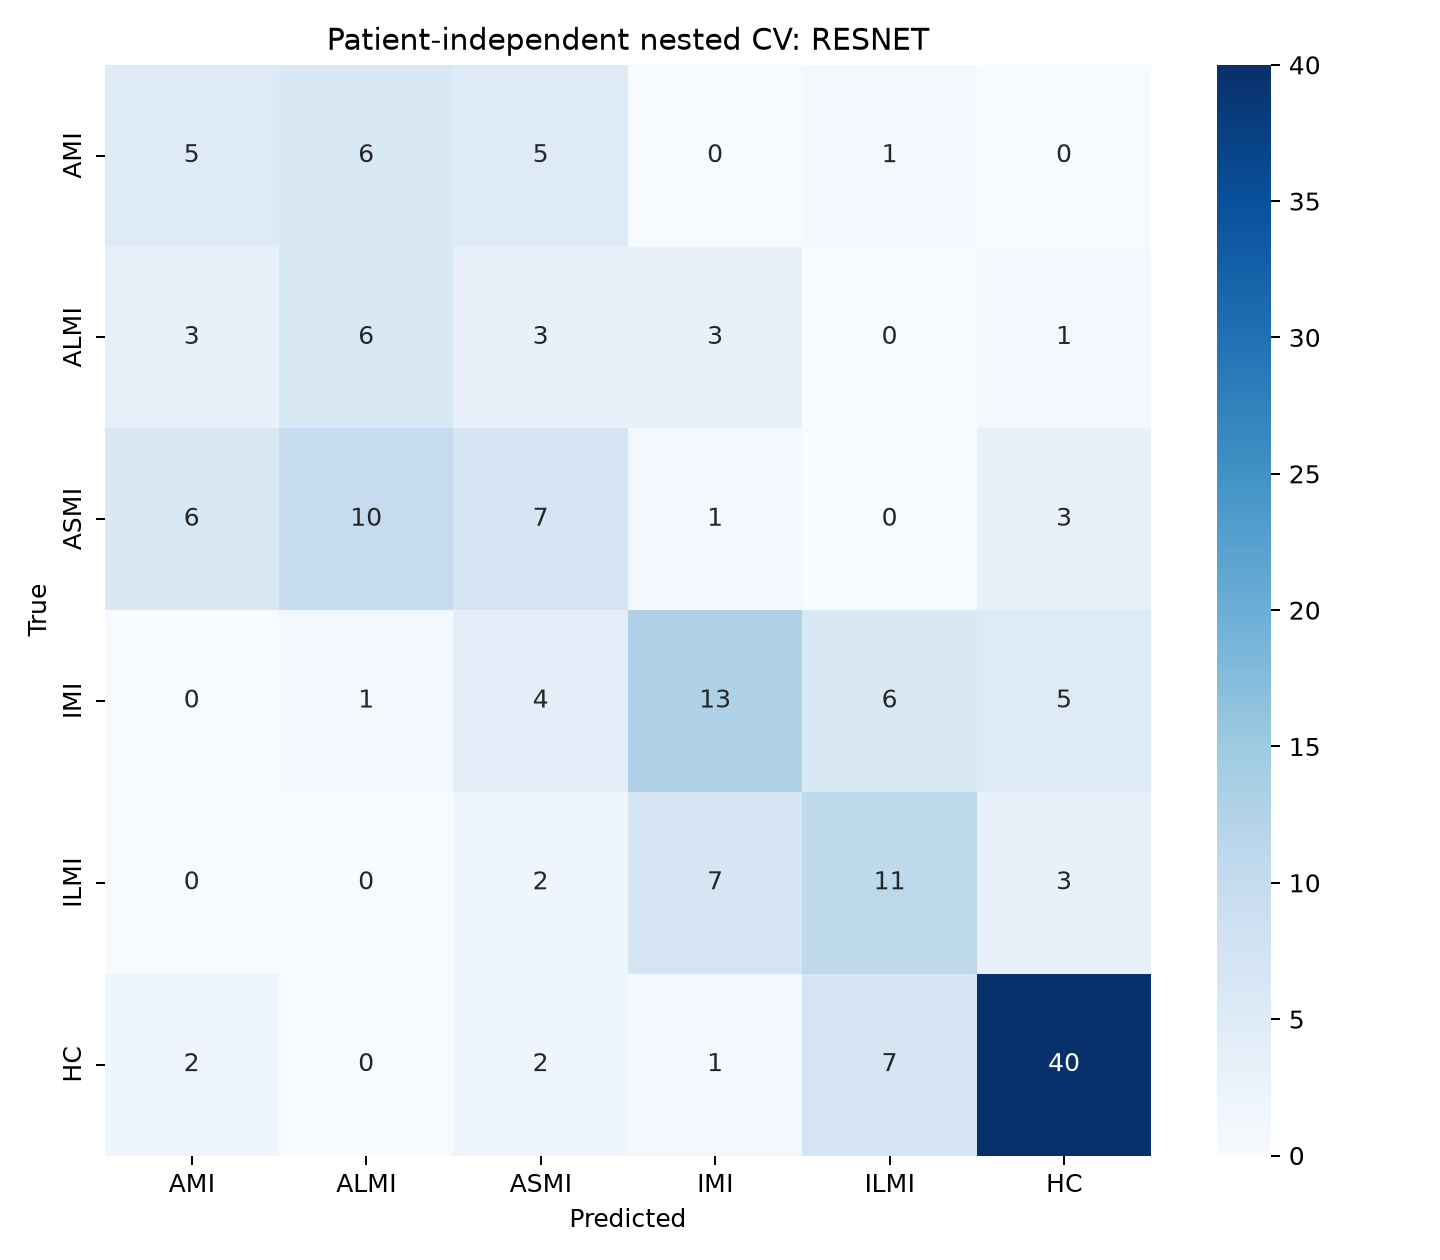 Patient-independent nested CV: RESNET
True
AMI 5 6 5 0 1 0
ALMI 3 6 3 3 0 1
ASMI 6 10 7 1 0 3
IMI 0 1 4 13 6 5
ILMI 0 0 2 7 11 3
HC 2 0 2 1 7 40
AMI ALMI ASMI IMI ILMI HC
Predicted
40
35
30
25
20
15
10
5
0